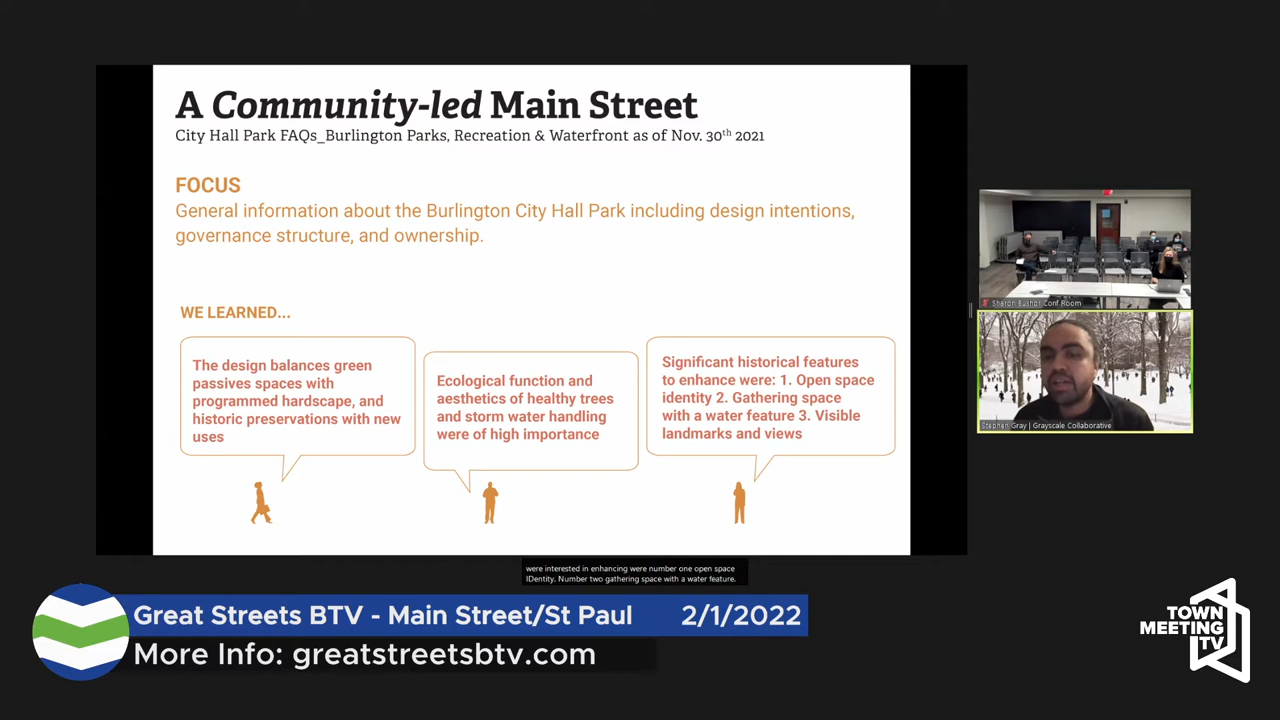 A Community-led Main Street
City Hall Park FAQs_Burlington Parks, Recreation & Waterfront as of Nov. 30th 2021
FOCUS
General information about the Burlington City Hall Park including design intentions,
governance structure, and ownership.
WE LEARNED...
The design balances green
passives spaces with
programmed hardscape, and
historic preservations with new
uses
Ecological function and
aesthetics of healthy trees
and storm water handling
were of high importance
Significant historical features
to enhance were: 1. Open space
identity 2. Gathering space
with a water feature 3. Visible
landmarks and views
Sharon Bushor Conf Room
Stephen Gray | Grayscale Collaborative
were interested in enhancing were number one open space
IDentity. Number two gathering space with a water feature.
Great Streets BTV - Main Street/St Paul 2/1/2022
More Info: greatstreetsbtv.com
TOWN
MEETING
TV